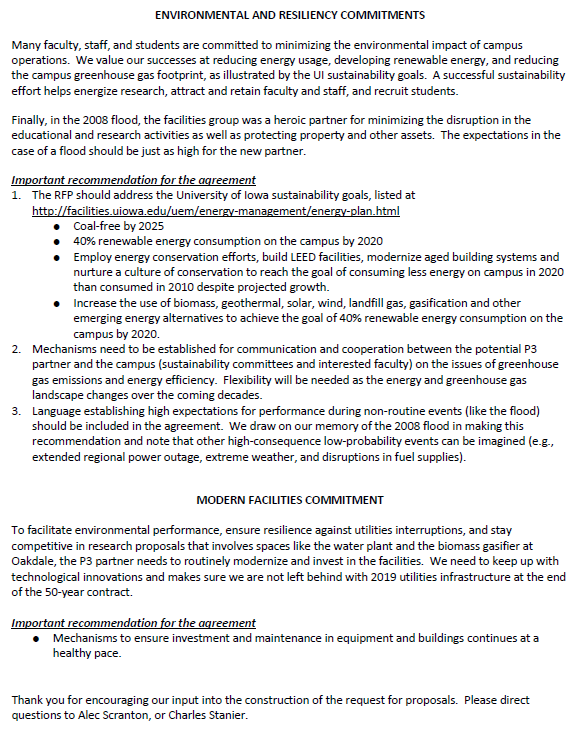 ENVIRONMENTAL AND RESILIENCY COMMITMENTS
Many faculty, staff, and students are committed to minimizing the environmental impact of campus
operations.  We value our successes at reducing energy usage, developing renewable energy, and reducing
the campus greenhouse gas footprint, as illustrated by the UI sustainability goals.  A successful sustainability
effort helps energize research, attract and retain faculty and staff, and recruit students.
Finally, in the 2008 flood, the facilities group was a heroic partner for minimizing the disruption in the
educational and research activities as well as protecting property and other assets.  The expectations in the
case of a flood should be just as high for the new partner.
Important recommendation for the agreement
1. The RFP should address the University of Iowa sustainability goals, listed at
http://facilities.uiowa.edu/uem/energy-management/energy-plan.html
● Coal-free by 2025
● 40% renewable energy consumption on the campus by 2020
● Employ energy conservation efforts, build LEED facilities, modernize aged building systems and
nurture a culture of conservation to reach the goal of consuming less energy on campus in 2020
than consumed in 2010 despite projected growth.
● Increase the use of biomass, geothermal, solar, wind, landfill gas, gasification and other
emerging energy alternatives to achieve the goal of 40% renewable energy consumption on the
campus by 2020.
2. Mechanisms need to be established for communication and cooperation between the potential P3
partner and the campus (sustainability committees and interested faculty) on the issues of greenhouse
gas emissions and energy efficiency.  Flexibility will be needed as the energy and greenhouse gas
landscape changes over the coming decades.
3. Language establishing high expectations for performance during non-routine events (like the flood)
should be included in the agreement.  We draw on our memory of the 2008 flood in making this
recommendation and note that other high-consequence low-probability events can be imagined (e.g.,
extended regional power outage, extreme weather, and disruptions in fuel supplies).
MODERN FACILITIES COMMITMENT
To facilitate environmental performance, ensure resilience against utilities interruptions, and stay
competitive in research proposals that involves spaces like the water plant and the biomass gasifier at
Oakdale, the P3 partner needs to routinely modernize and invest in the facilities.  We need to keep up with
technological innovations and makes sure we are not left behind with 2019 utilities infrastructure at the end
of the 50-year contract.
Important recommendation for the agreement
● Mechanisms to ensure investment and maintenance in equipment and buildings continues at a
healthy pace.
Thank you for encouraging our input into the construction of the request for proposals.  Please direct
questions to Alec Scranton, or Charles Stanier.